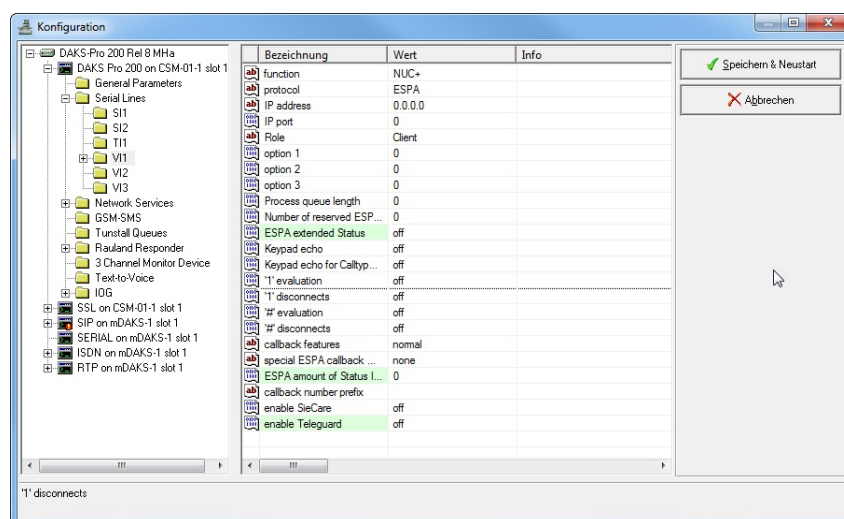 Konfiguration
DAKS-Pro 200 Rel 8 MHa
DAKS Pro 200 on CSM-01-1 slot 1
General Parameters
Serial Lines
SI1
SI2
TI1
VI1
VI2
VI3
Network Services
GSM-SMS
Tunstall Queues
Rauland Responder
3 Channel Monitor Device
Text-to-Voice
IOG
SSL on CSM-01-1 slot 1
SIP on mDAKS-1 slot 1
SERIAL on mDAKS-1 slot 1
ISDN on mDAKS-1 slot 1
RTP on mDAKS-1 slot 1
Bezeichnung Wert Info
function NUC+
protocol ESPA
IP address 0.0.0.0
IP port 0
Role Client
option 1 0
option 2 0
option 3 0
Process queue length 0
Number of reserved ESP... 0
ESPA extended Status off
Keypad echo off
Keypad echo for Calltyp... off
'1' evaluation off
'1' disconnects off
'#' evaluation off
'#' disconnects off
callback features normal
special ESPA callback ... none
ESPA amount of Status I... 0
callback number prefix
enable SieCare off
enable Teleguard off
Speichern & Neustart
Abbrechen
'1' disconnects